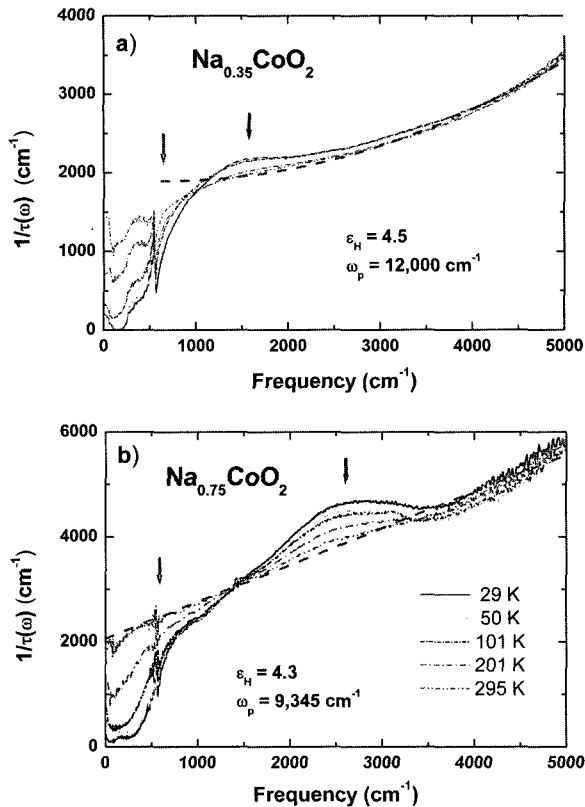 4000
a)
Na0.35CoO2
3000
2000
1000
0
1/τ(ω) (cm-1)
εH = 4.5
ωp = 12,000 cm-1
0 1000 2000 3000 4000 5000
Frequency (cm-1)
6000
b)
Na0.75CoO2
4000
2000
0
1/τ(ω) (cm-1)
29 K
50 K
101 K
201 K
295 K
εH = 4.3
ωp = 9,345 cm-1
0 1000 2000 3000 4000 5000
Frequency (cm-1)